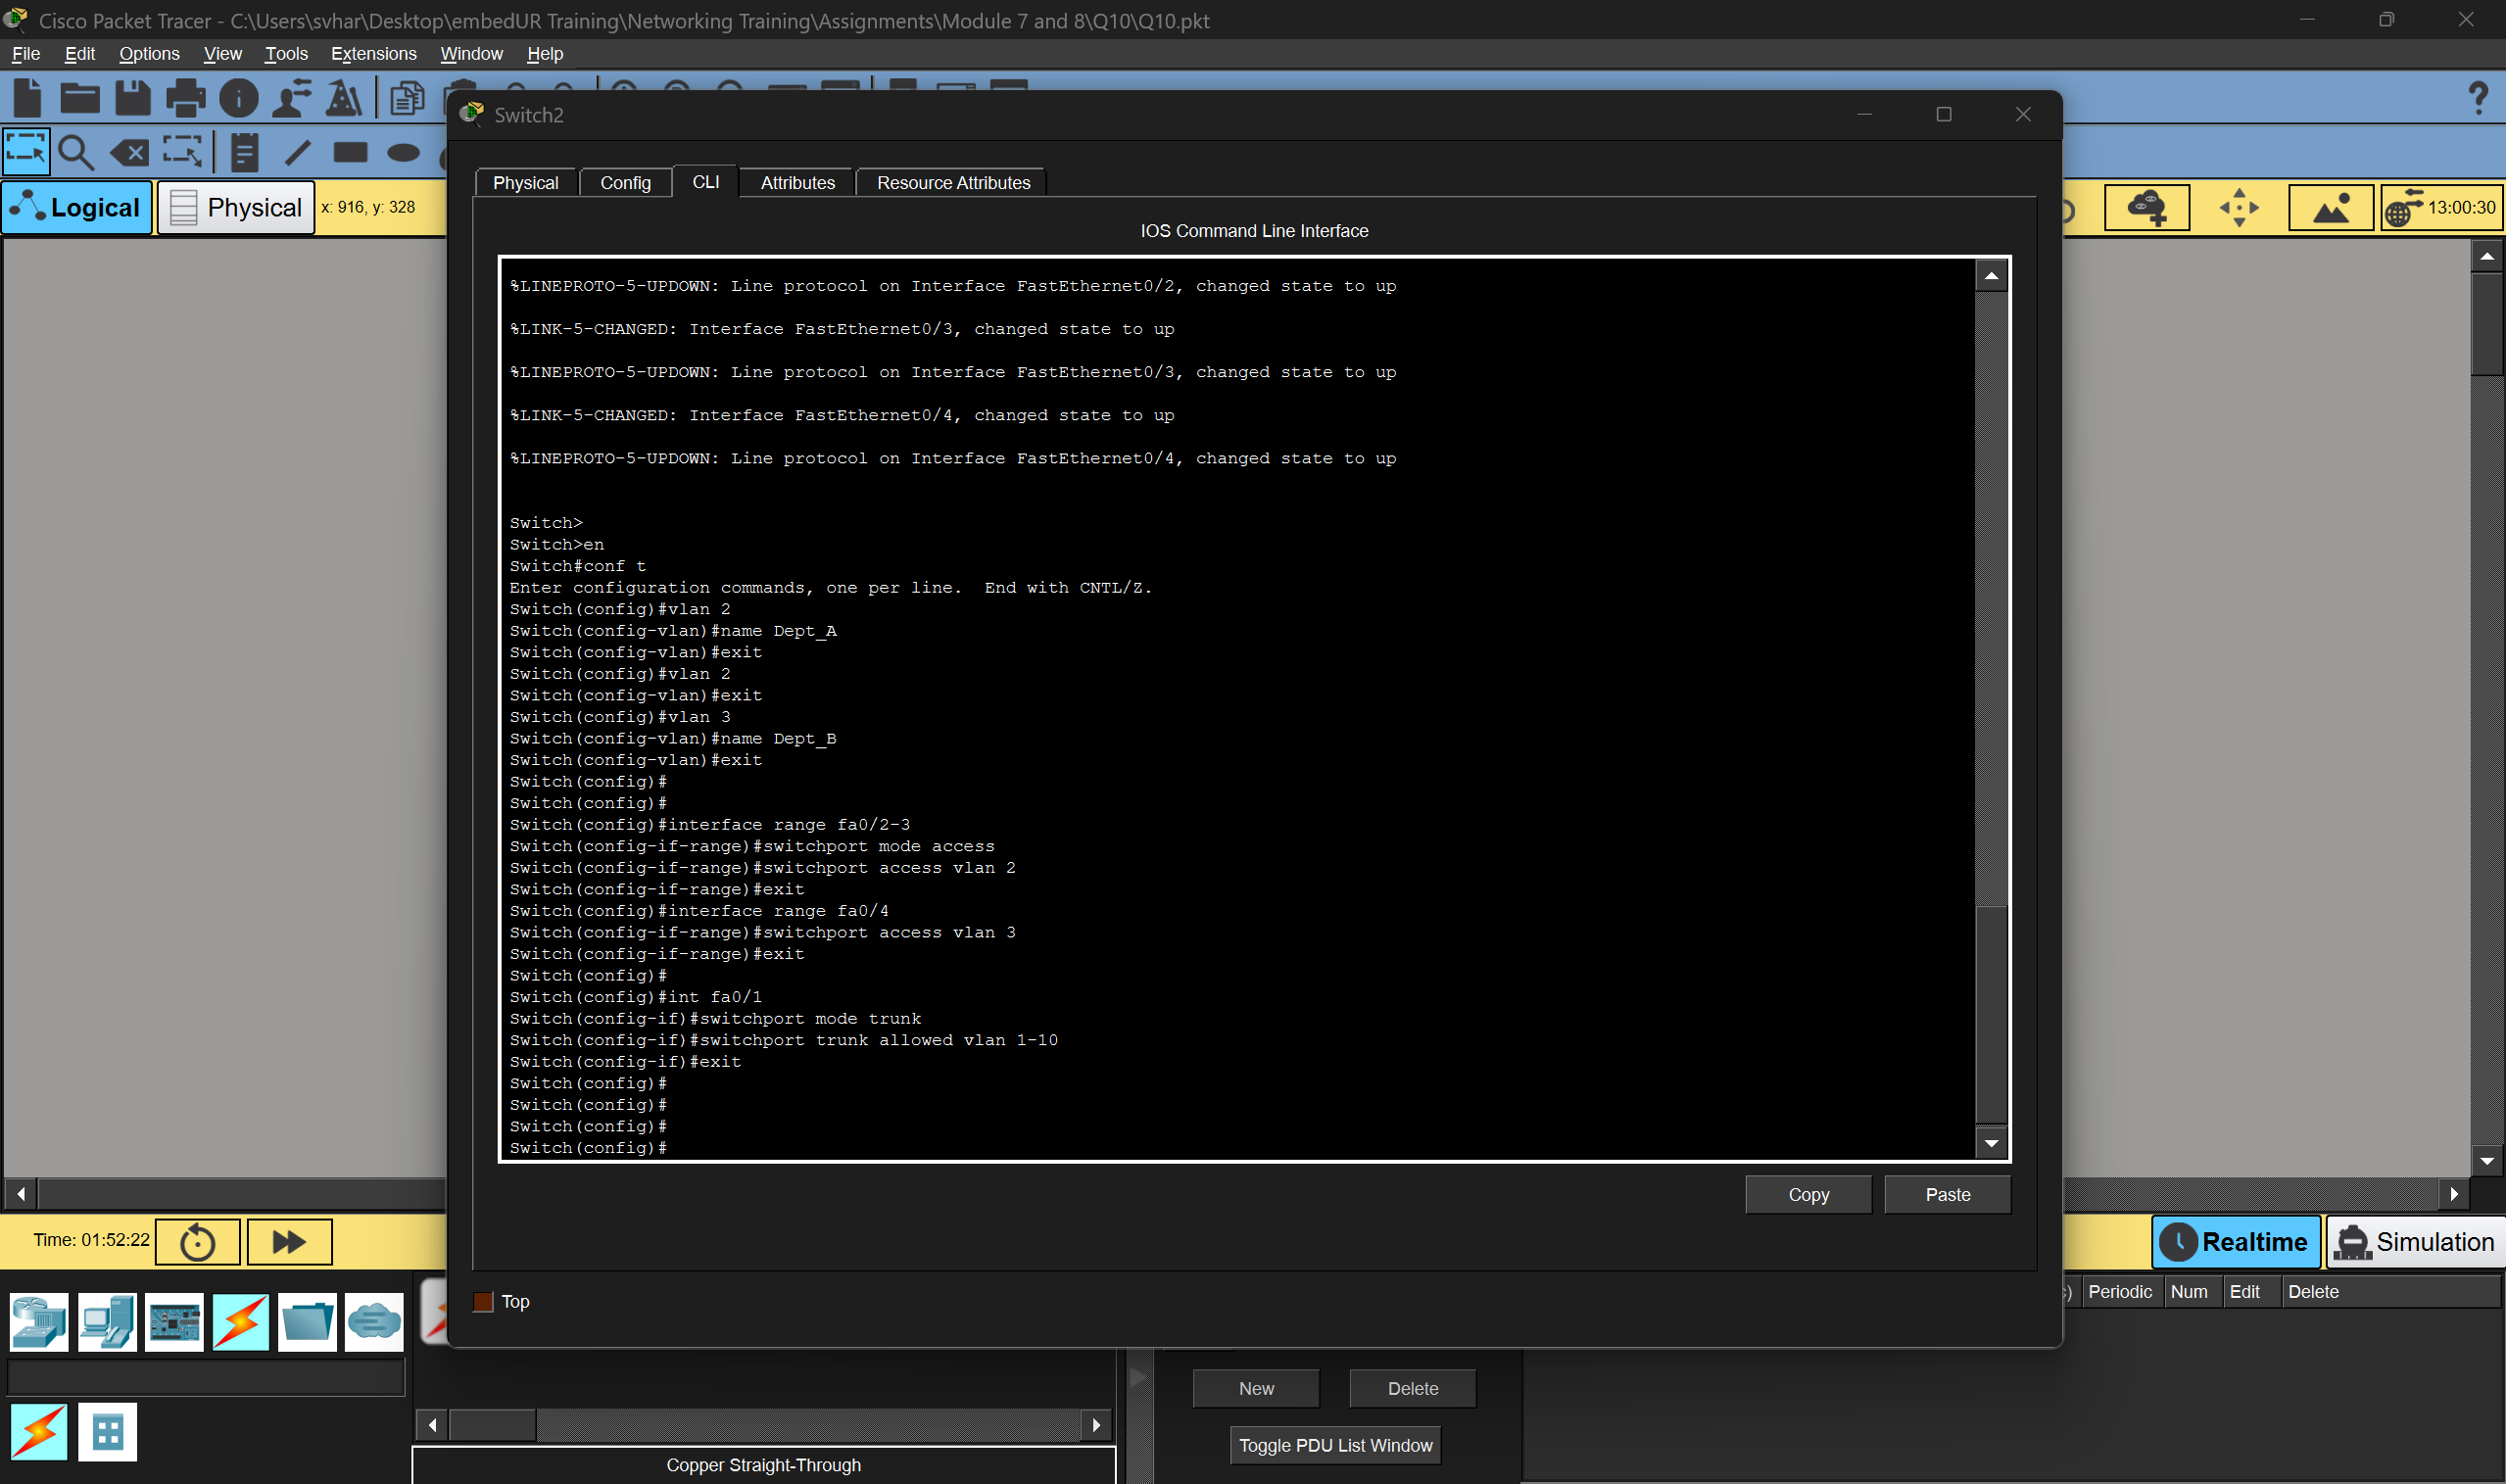 Cisco Packet Tracer - C:\Users\svhar\Desktop\embedUR Training\Networking Training\Assignments\Module 7 and 8\Q10\Q10.pkt
File Edit Options View Tools Extensions Window Help
Switch2
Physical Config CLI Attributes Resource Attributes
Logical Physical x: 916, y: 328
13:00:30
IOS Command Line Interface
%LINEPROTO-5-UPDOWN: Line protocol on Interface FastEthernet0/2, changed state to up
%LINK-5-CHANGED: Interface FastEthernet0/3, changed state to up
%LINEPROTO-5-UPDOWN: Line protocol on Interface FastEthernet0/3, changed state to up
%LINK-5-CHANGED: Interface FastEthernet0/4, changed state to up
%LINEPROTO-5-UPDOWN: Line protocol on Interface FastEthernet0/4, changed state to up
Switch>
Switch>en
Switch#conf t
Enter configuration commands, one per line.  End with CNTL/Z.
Switch(config)#vlan 2
Switch(config-vlan)#name Dept_A
Switch(config-vlan)#exit
Switch(config)#vlan 2
Switch(config-vlan)#exit
Switch(config)#vlan 3
Switch(config-vlan)#name Dept_B
Switch(config-vlan)#exit
Switch(config)#
Switch(config)#
Switch(config)#interface range fa0/2-3
Switch(config-if-range)#switchport mode access
Switch(config-if-range)#switchport access vlan 2
Switch(config-if-range)#exit
Switch(config)#interface range fa0/4
Switch(config-if-range)#switchport access vlan 3
Switch(config-if-range)#exit
Switch(config)#
Switch(config)#int fa0/1
Switch(config-if)#switchport mode trunk
Switch(config-if)#switchport trunk allowed vlan 1-10
Switch(config-if)#exit
Switch(config)#
Switch(config)#
Switch(config)#
Switch(config)#
Copy Paste
Time: 01:52:22
Realtime Simulation
Top
Periodic Num Edit Delete
New Delete
Toggle PDU List Window
Copper Straight-Through